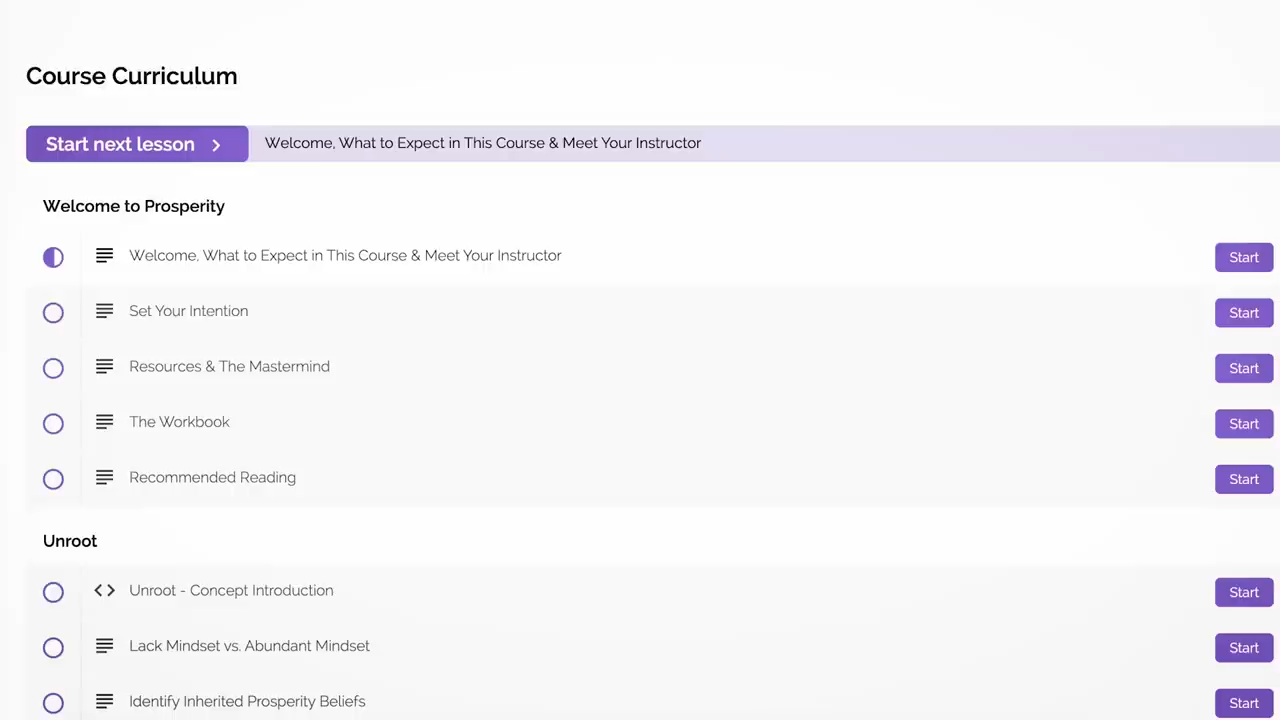 Course Curriculum
Start next lesson > Welcome, What to Expect in This Course & Meet Your Instructor
Welcome to Prosperity
Welcome, What to Expect in This Course & Meet Your Instructor Start
Set Your Intention Start
Resources & The Mastermind Start
The Workbook Start
Recommended Reading Start
Unroot
<> Unroot - Concept Introduction Start
Lack Mindset vs. Abundant Mindset Start
Identify Inherited Prosperity Beliefs Start